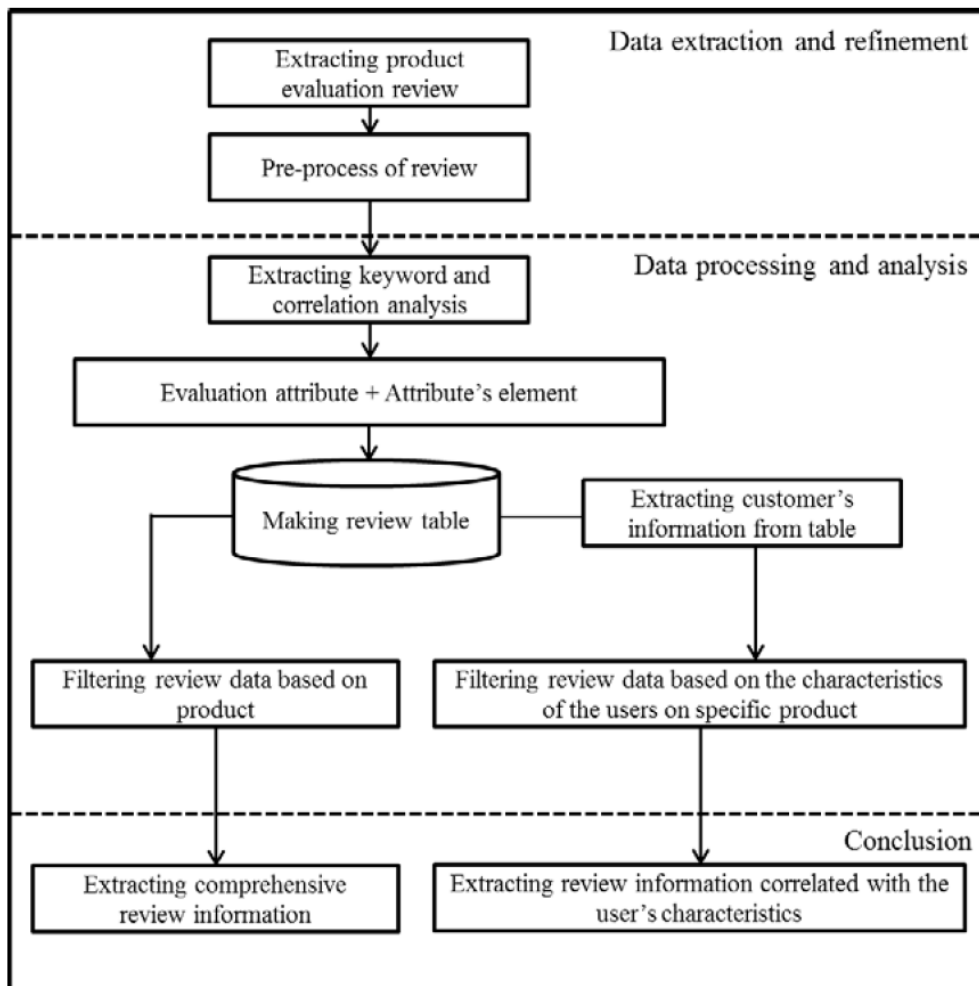 Data extraction and refinement
Extracting product
evaluation review
Pre-process of review
Data processing and analysis
Extracting keyword and
correlation analysis
Evaluation attribute + Attribute’s element
Making review table
Extracting customer’s
information from table
Filtering review data based on
product
Filtering review data based on the characteristics
of the users on specific product
Conclusion
Extracting comprehensive
review information
Extracting review information correlated with the
user’s characteristics